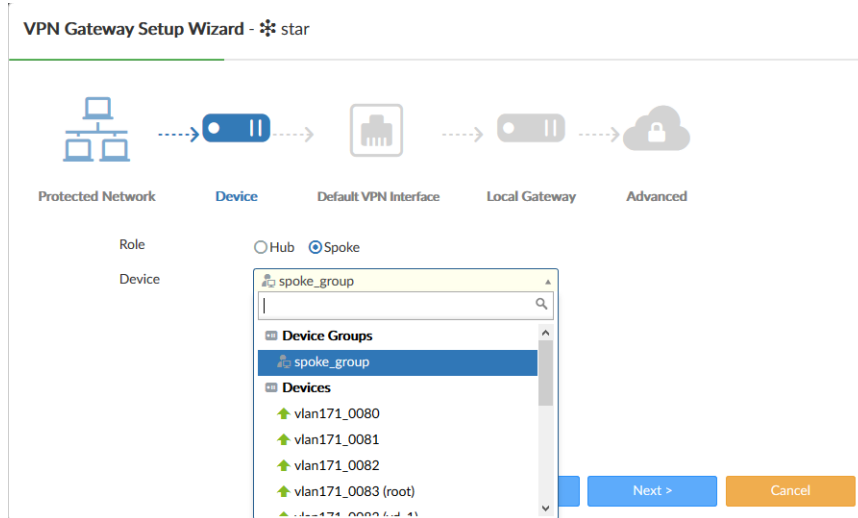 VPN Gateway Setup Wizard - star
Protected Network Device Default VPN Interface Local Gateway Advanced
Role Hub Spoke
Device spoke_group
Device Groups
spoke_group
Devices
vlan171_0080
vlan171_0081
vlan171_0082
vlan171_0083 (root)
Next > Cancel